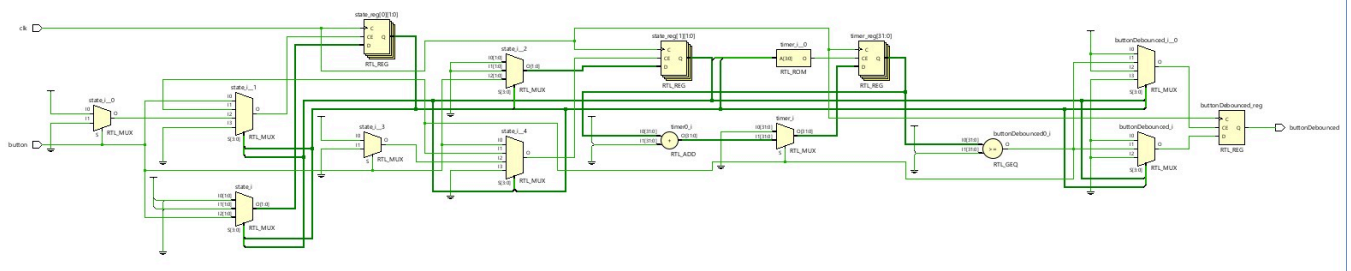 clk
button
state_i__0
I0
I1
O
S
RTL_MUX
state_i__1
I0
I1
I2
I3
O
S[3:0]
RTL_MUX
state_i
I0[1:0]
I1[1:0]
I2[1:0]
O[1:0]
S[3:0]
RTL_MUX
state_reg[0][1:0]
C
CE
D
Q
RTL_REG
state_i__3
I0
I1
O
S
RTL_MUX
state_i__2
I0[1:0]
I1[1:0]
I2[1:0]
O[1:0]
S[3:0]
RTL_MUX
state_i__4
I0
I1
I2
I3
O
S[3:0]
RTL_MUX
state_reg[1][1:0]
C
CE
D
Q
RTL_REG
timer0_i
I0[31:0]
I1[31:0]
+
O[31:0]
RTL_ADD
timer_i__0
A[3:0]
O
RTL_ROM
timer_i
I0[31:0]
I1[31:0]
O[31:0]
S
RTL_MUX
timer_reg[31:0]
C
CE
D
Q
RTL_REG
buttonDebounced0_i
I0[31:0]
I1[31:0]
>=
O
RTL_GEQ
buttonDebounced_i__0
I0
I1
I2
I3
O
S[3:0]
RTL_MUX
buttonDebounced_i
I0
I1
I2
I3
O
S[3:0]
RTL_MUX
buttonDebounced_reg
C
CE
D
Q
RTL_REG
buttonDebounced